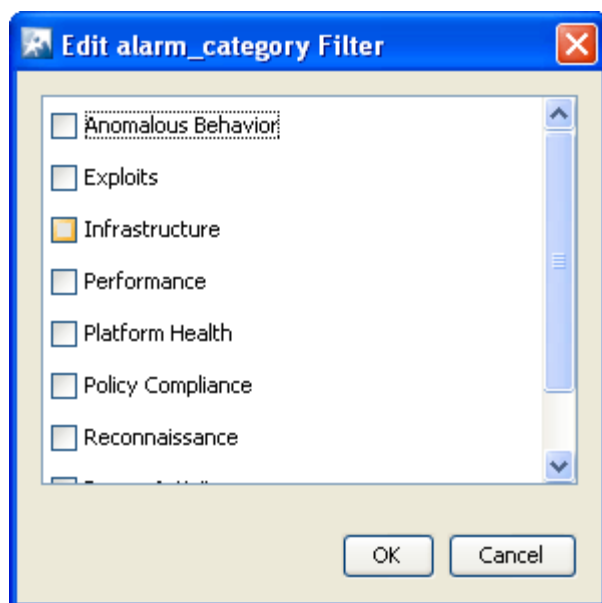 Edit alarm_category Filter
Anomalous Behavior
Exploits
Infrastructure
Performance
Platform Health
Policy Compliance
Reconnaissance
OK
Cancel